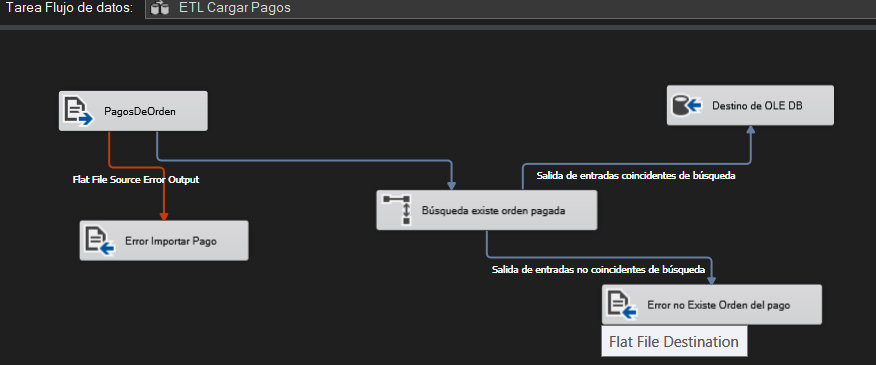 Tarea Flujo de datos:
ETL Cargar Pagos
PagosDeOrden
Destino de OLE DB
Flat File Source Error Output
Salida de entradas coincidentes de búsqueda
Búsqueda existe orden pagada
Error Importar Pago
Salida de entradas no coincidentes de búsqueda
Error no Existe Orden del pago
Flat File Destination